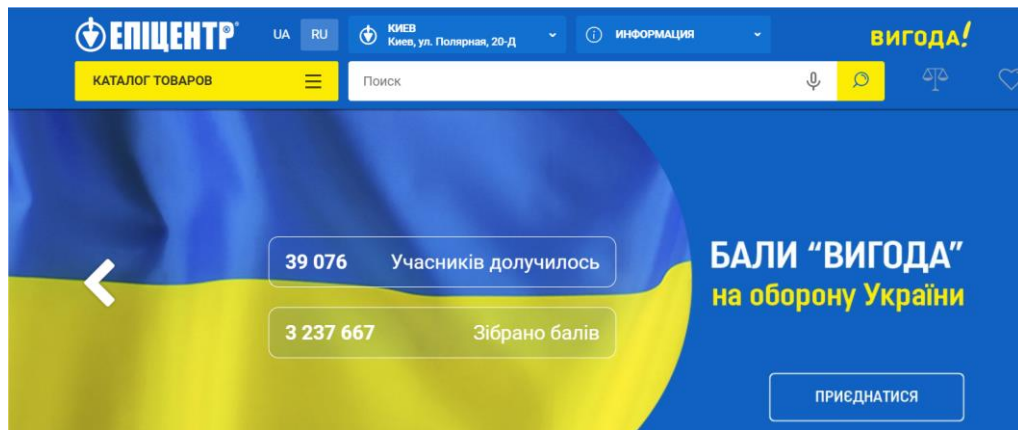 ЕПІЦЕНТР®
UA RU
КИЕВ
Киев, ул. Полярная, 20-Д
ИНФОРМАЦИЯ
ВИГОДА!
КАТАЛОГ ТОВАРОВ
Поиск
39 076 Учасників долучилось
3 237 667 Зібрано балів
БАЛИ “ВИГОДА”
на оборону України
ПРИЄДНАТИСЯ